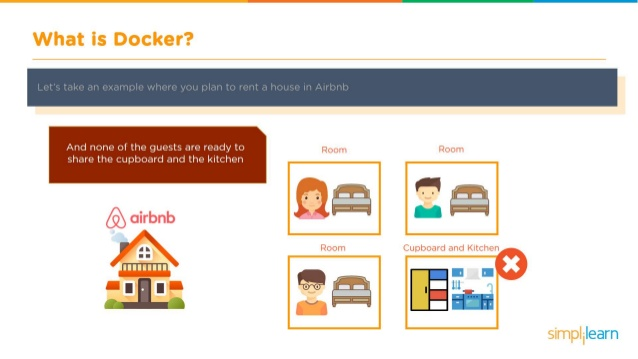 What is Docker?
Let's take an example where you plan to rent a house in Airbnb
And none of the guests are ready to
share the cupboard and the kitchen
Room
Room
airbnb
Room
Cupboard and Kitchen
simplilearn